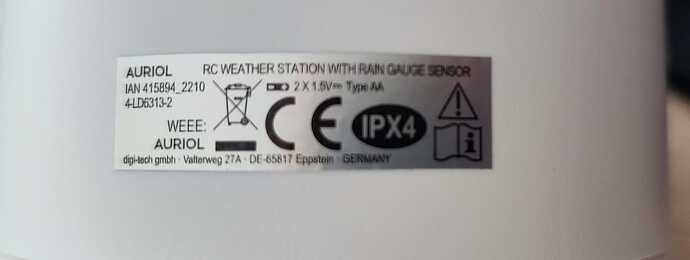 AURIOL RC WEATHER STATION WITH RAIN GAUGE SENSOR
IAN 415894_2210 2 X 1.5V⎓ Type AA
4-LD6313-2
WEEE: CE IPX4
AURIOL
digi-tech gmbh · Valterweg 27A · DE-65817 Eppstein · GERMANY